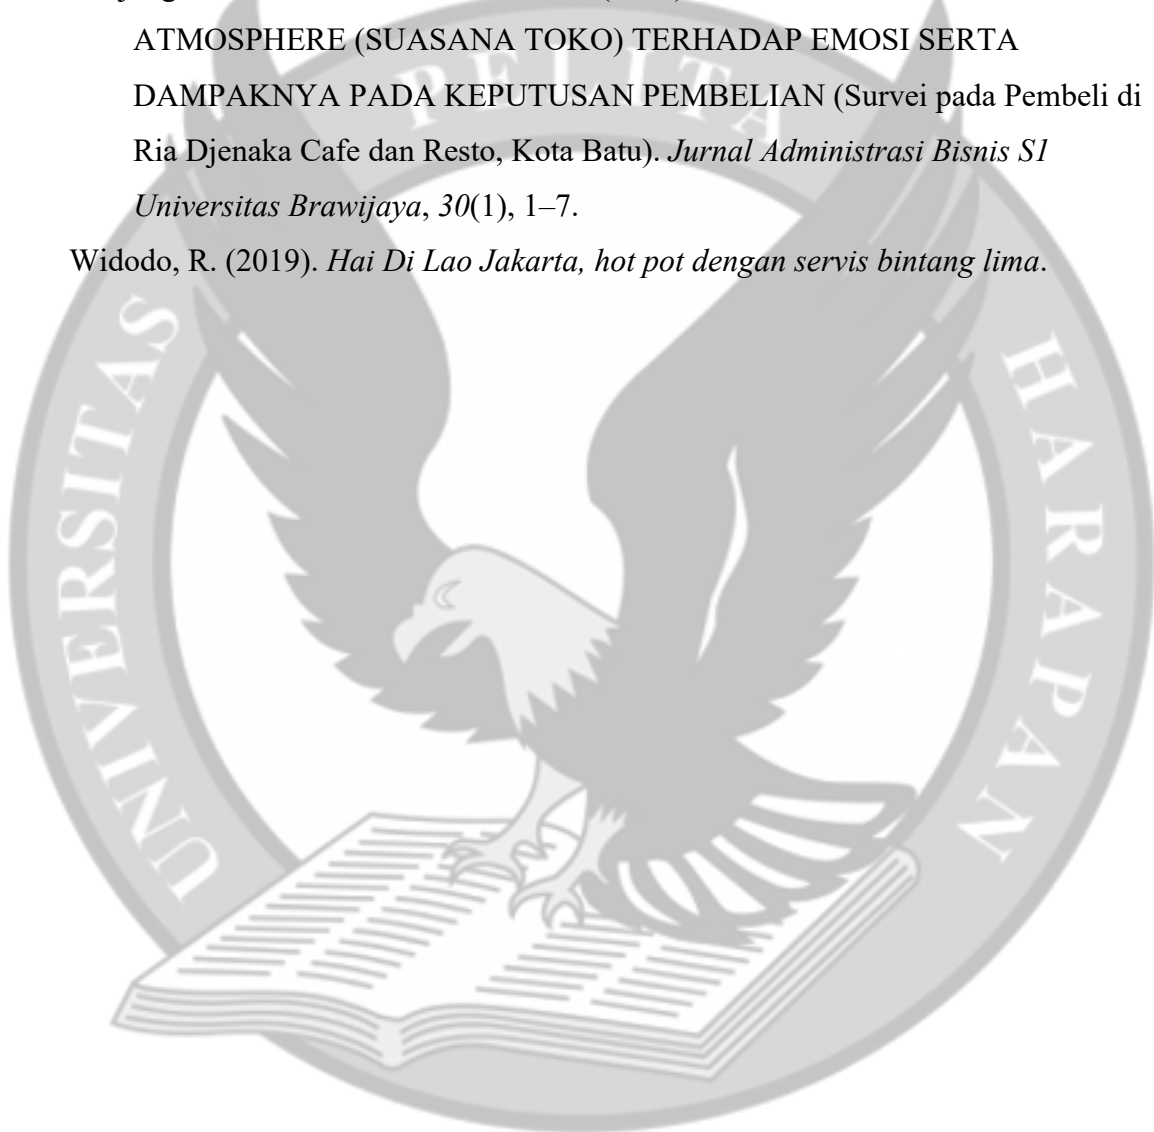 ATMOSPHERE (SUASANA TOKO) TERHADAP EMOSI SERTA
DAMPAKNYA PADA KEPUTUSAN PEMBELIAN (Survei pada Pembeli di
Ria Djenaka Cafe dan Resto, Kota Batu). Jurnal Administrasi Bisnis S1
Universitas Brawijaya, 30(1), 1–7.
Widodo, R. (2019). Hai Di Lao Jakarta, hot pot dengan servis bintang lima.
UNIVERSITAS
PELITA
HARAPAN